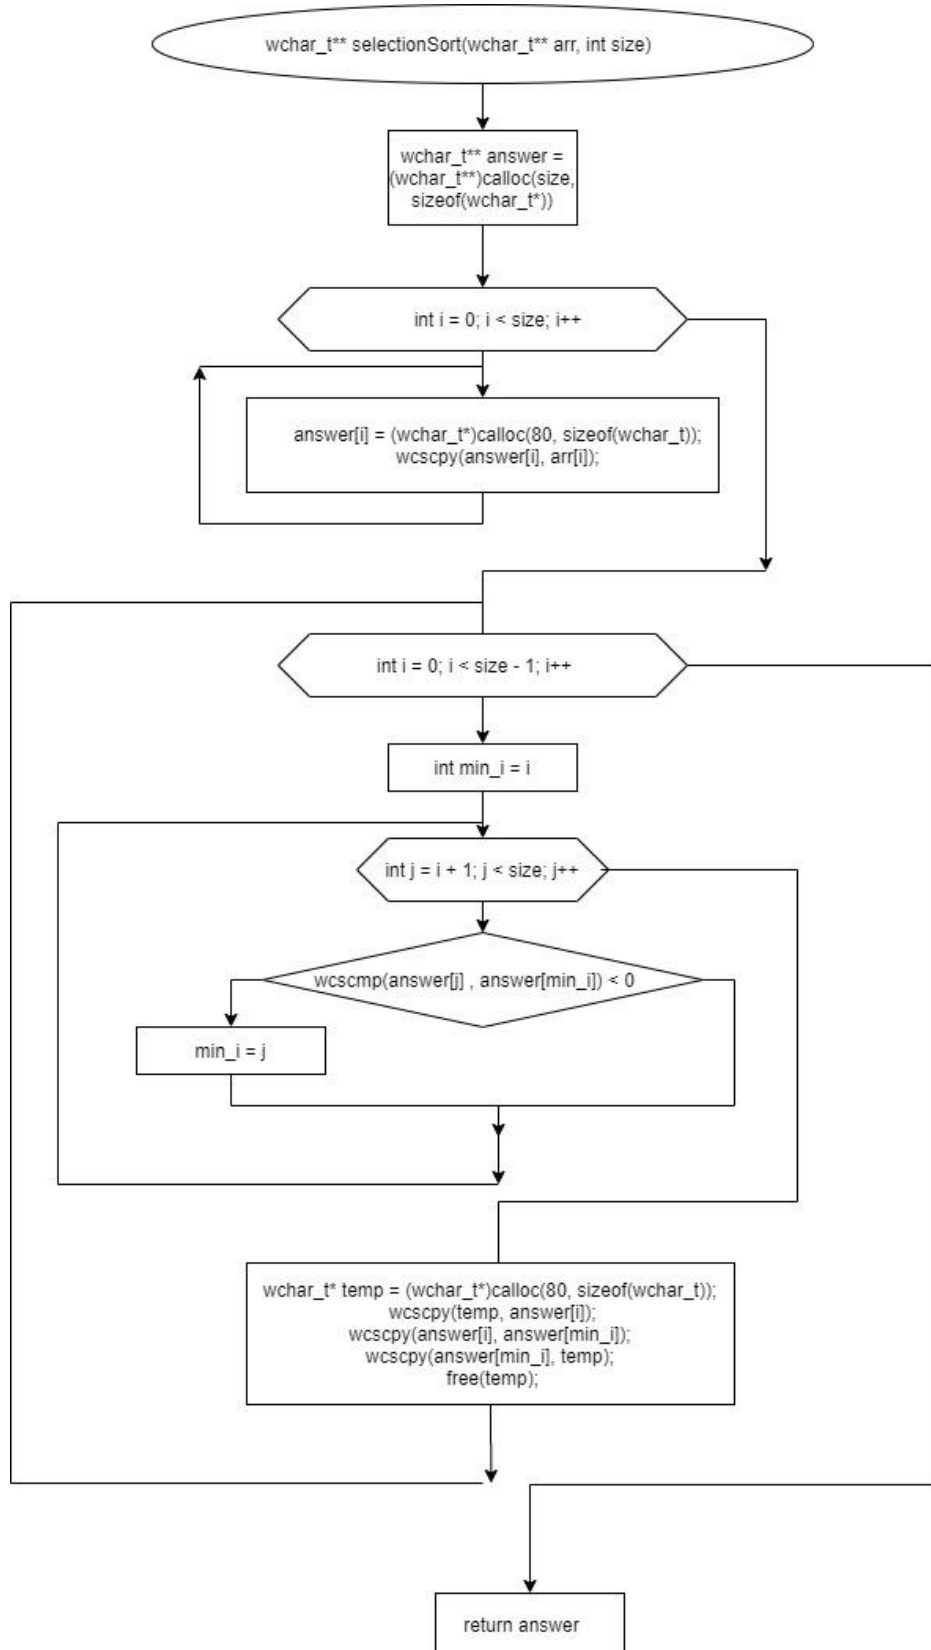 wchar_t** selectionSort(wchar_t** arr, int size)
wchar_t** answer =
(wchar_t**)calloc(size,
sizeof(wchar_t*))
int i = 0; i < size; i++
answer[i] = (wchar_t*)calloc(80, sizeof(wchar_t));
wcscpy(answer[i], arr[i]);
int i = 0; i < size - 1; i++
int min_i = i
int j = i + 1; j < size; j++
wcscmp(answer[j] , answer[min_i]) < 0
min_i = j
wchar_t* temp = (wchar_t*)calloc(80, sizeof(wchar_t));
wcscpy(temp, answer[i]);
wcscpy(answer[i], answer[min_i]);
wcscpy(answer[min_i], temp);
free(temp);
return answer